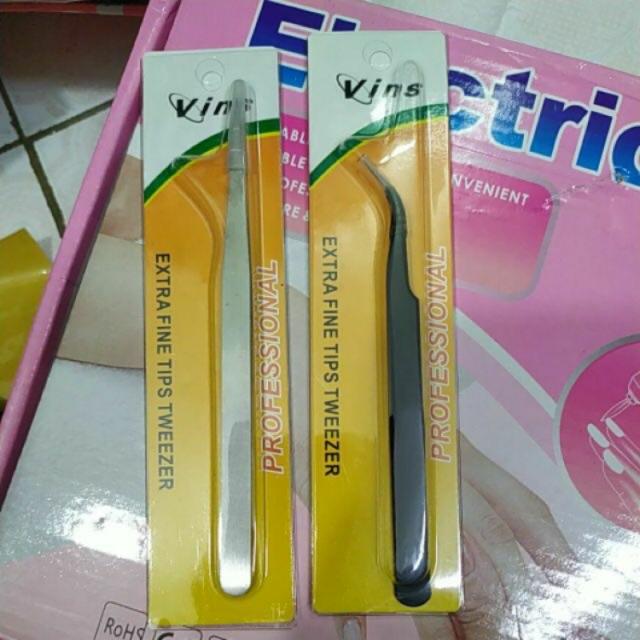 Electric
CONVENIENT
Vins
EXTRA FINE TIPS TWEEZER
PROFESSIONAL
Vins
EXTRA FINE TIPS TWEEZER
PROFESSIONAL
RoHS